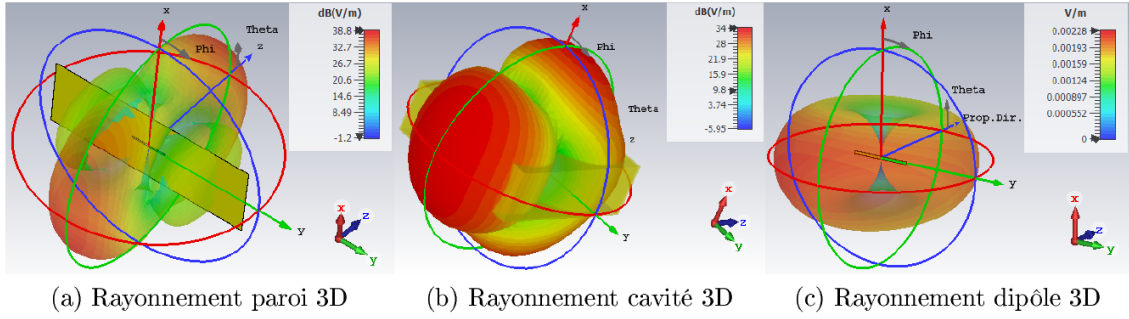 x
dB(V/m)
38.8
32.7
26.7
20.6
14.6
8.49
-1.2
Theta
z
Phi
y
x
z
y
(a) Rayonnement paroi 3D
x
dB(V/m)
34
28
21.9
15.9
9.8
3.74
-5.95
Phi
Theta
z
y
x
z
y
(b) Rayonnement cavité 3D
x
V/m
0.00228
0.00193
0.00159
0.00124
0.000897
0.000552
0
Phi
Theta
Prop.Dir.
y
x
z
y
(c) Rayonnement dipôle 3D